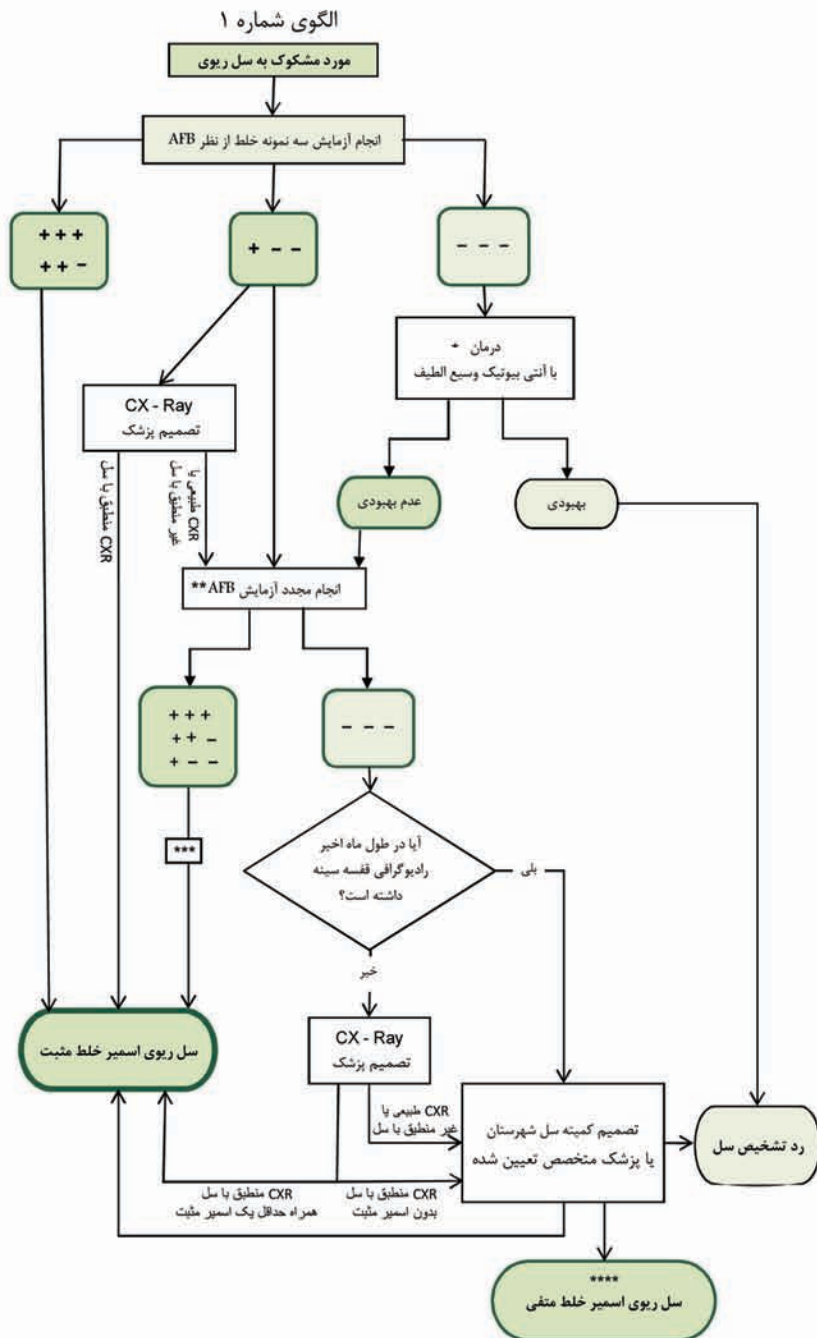 الگوی شماره ۱
مورد مشکوک به سل ریوی
انجام آزمایش سه نمونه خلط از نظر AFB
+ + +
+ + −
+ − −
− − −
درمان *
با آنتی بیوتیک وسیع الطیف
CX - Ray
تصمیم پزشک
عدم بهبودی
بهبودی
CXR منطبق با سل
CXR طبیعی یا
غیر منطبق با سل
انجام مجدد آزمایش AFB**
+ + +
+ + −
+ − −
− − −
***
آیا در طول ماه اخیر
رادیوگرافی قفسه سینه
داشته است؟
بلی
خیر
سل ریوی اسمیر خلط مثبت
CX - Ray
تصمیم پزشک
CXR طبیعی یا
غیر منطبق با سل
تصمیم کمیته سل شهرستان
یا پزشک متخصص تعیین شده
رد تشخیص سل
CXR منطبق با سل
بدون اسمیر مثبت
CXR منطبق با سل
همراه حداقل یک اسمیر مثبت
****
سل ریوی اسمیر خلط منفی